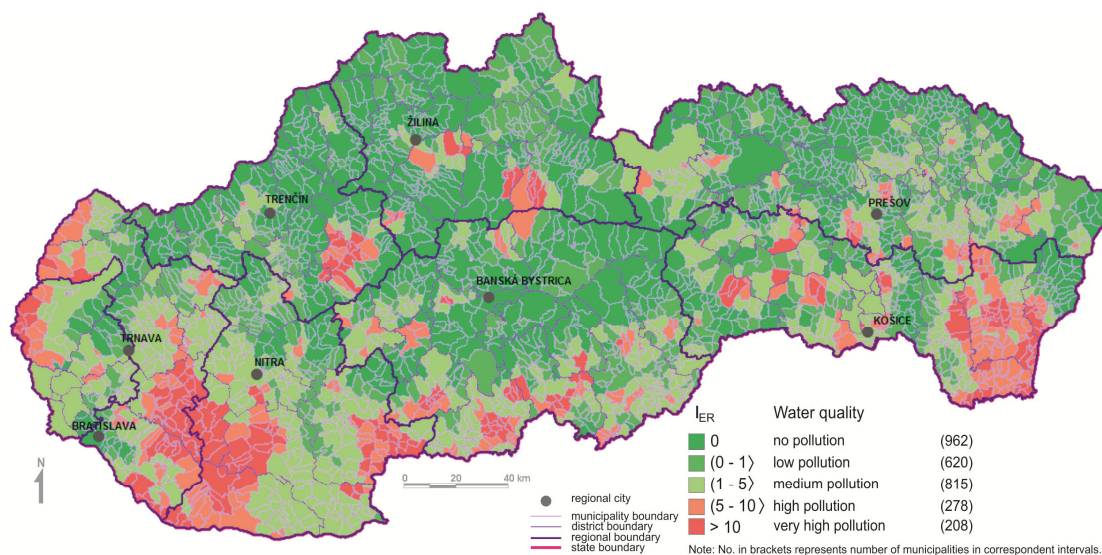 ŽILINA
TRENČÍN
PREŠOV
BANSKÁ BYSTRICA
KOŠICE
TRNAVA
NITRA
BRATISLAVA
N
0 20 40 km
regional city
municipality boundary
district boundary
regional boundary
state boundary
I_ER Water quality
0 no pollution (962)
(0 - 1⟩ low pollution (620)
(1 - 5⟩ medium pollution (815)
(5 - 10⟩ high pollution (278)
> 10 very high pollution (208)
Note: No. in brackets represents number of municipalities in correspondent intervals.